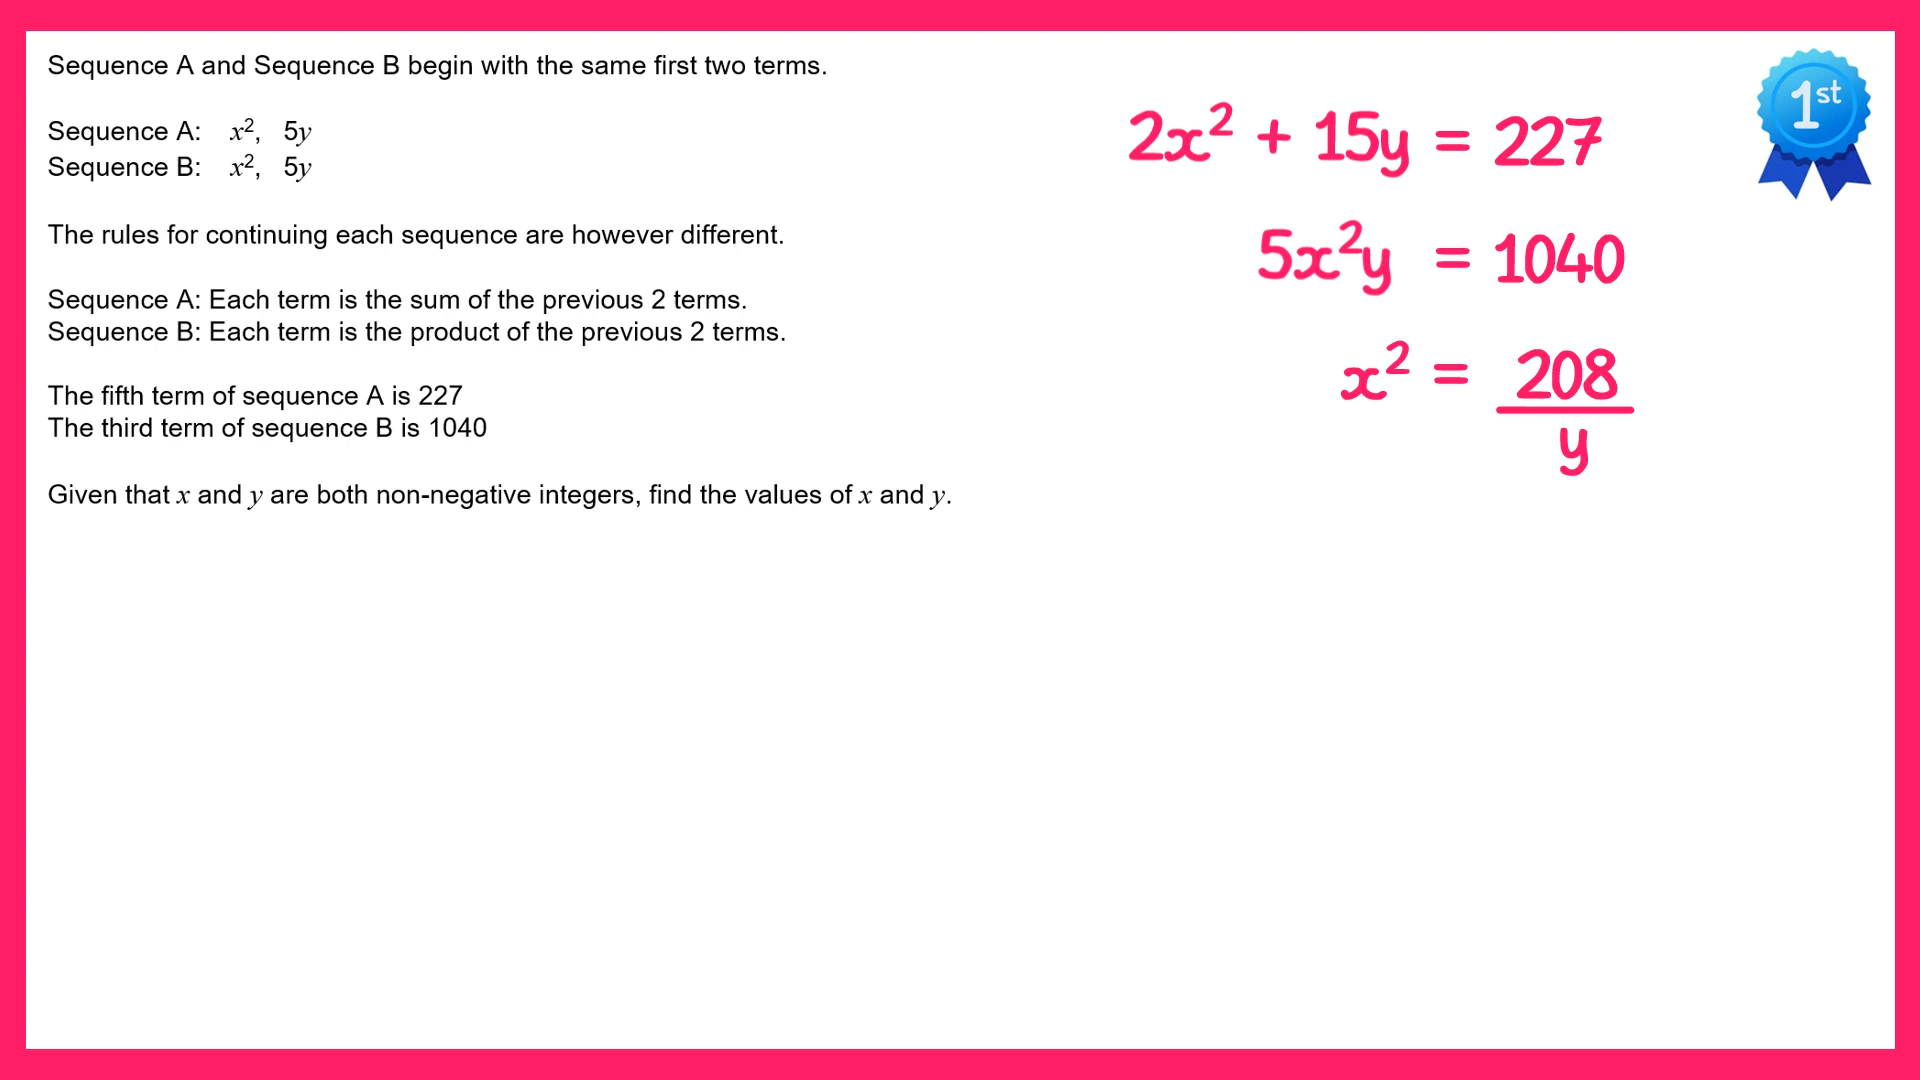 Sequence A and Sequence B begin with the same first two terms.
Sequence A: x², 5y
Sequence B: x², 5y
The rules for continuing each sequence are however different.
Sequence A: Each term is the sum of the previous 2 terms.
Sequence B: Each term is the product of the previous 2 terms.
The fifth term of sequence A is 227
The third term of sequence B is 1040
Given that x and y are both non-negative integers, find the values of x and y.
2x² + 15y = 227
5x²y = 1040
x² = 208
y
1st